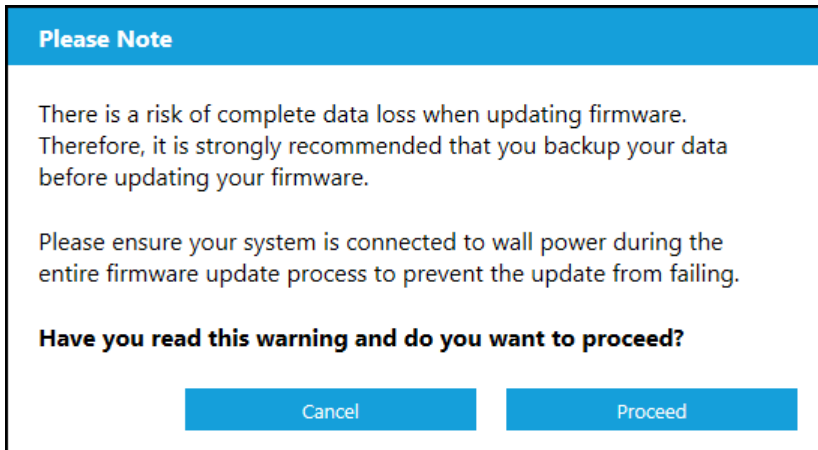 Please Note
There is a risk of complete data loss when updating firmware.
Therefore, it is strongly recommended that you backup your data
before updating your firmware.
Please ensure your system is connected to wall power during the
entire firmware update process to prevent the update from failing.
Have you read this warning and do you want to proceed?
Cancel
Proceed